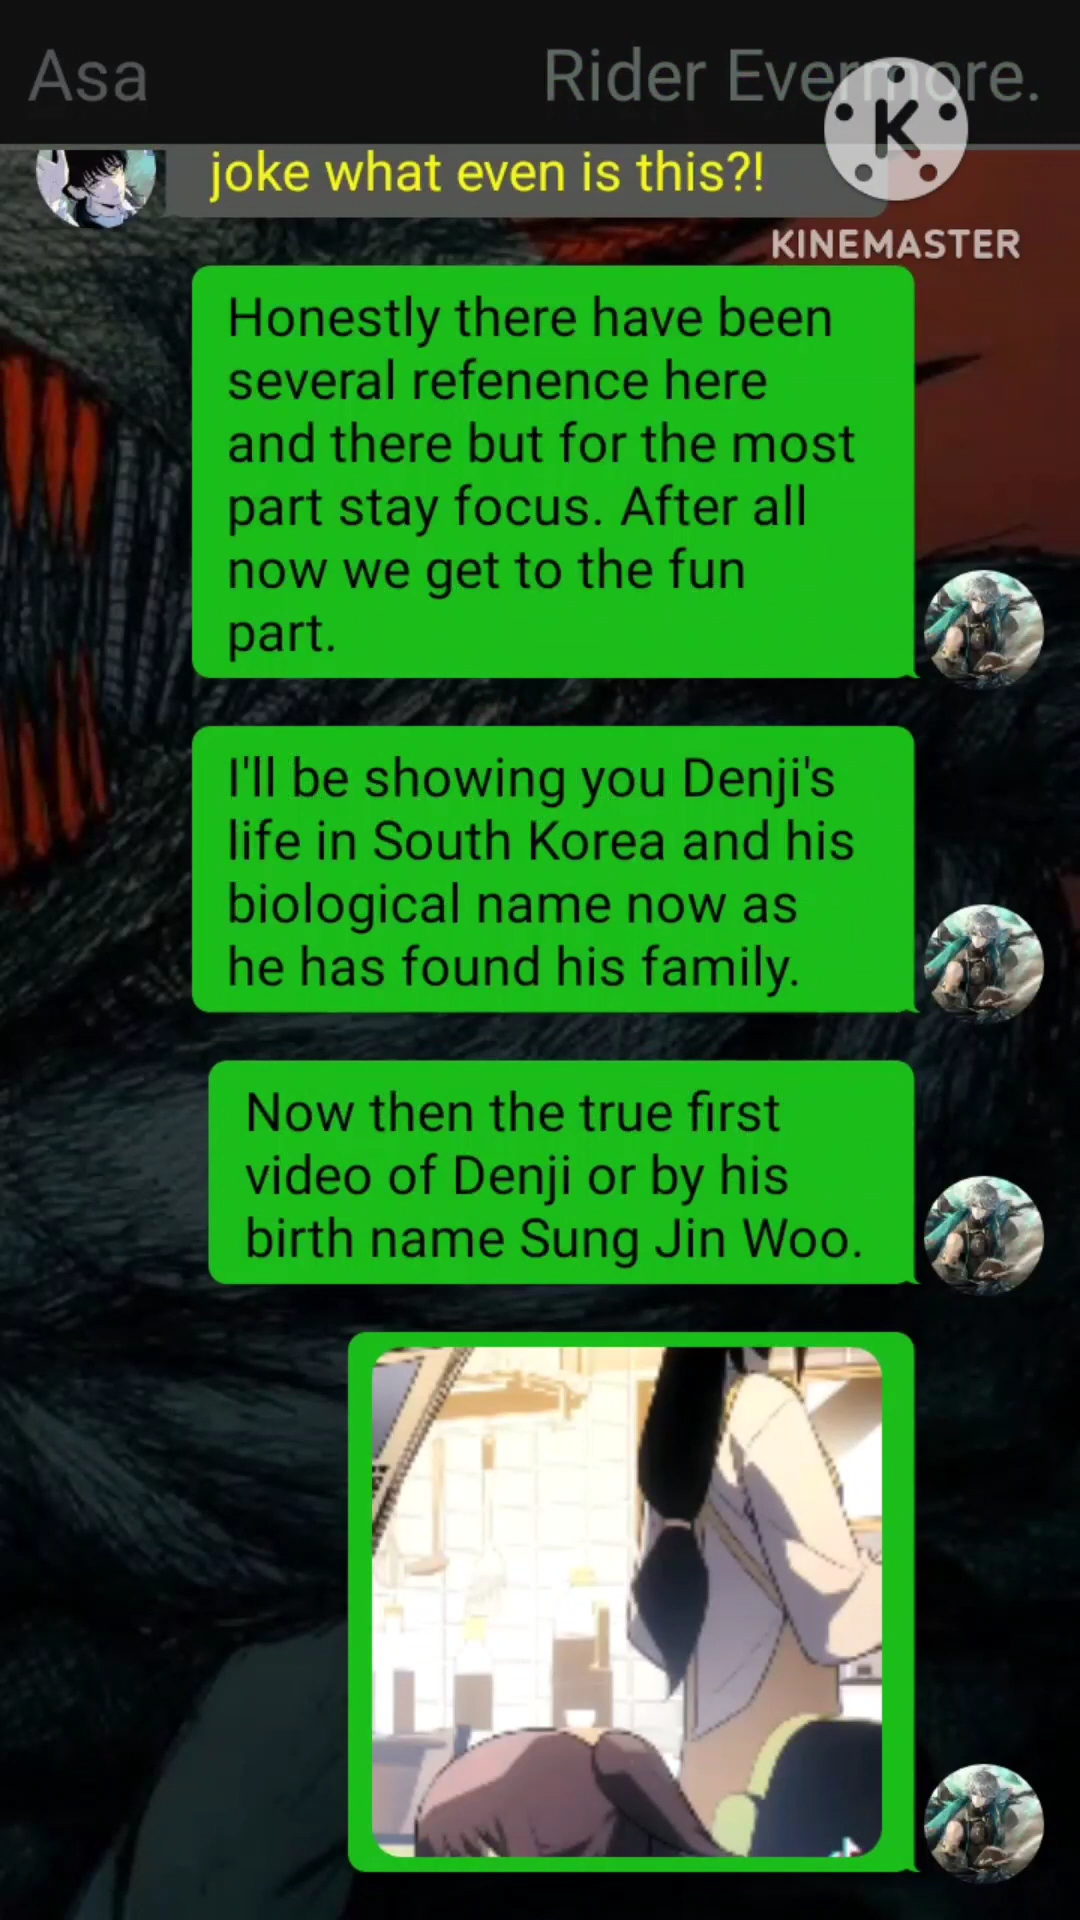 Asa
Rider Evermore.
K
KINEMASTER
joke what even is this?!
Honestly there have been
several refenence here
and there but for the most
part stay focus. After all
now we get to the fun
part.
I'll be showing you Denji's
life in South Korea and his
biological name now as
he has found his family.
Now then the true first
video of Denji or by his
birth name Sung Jin Woo.